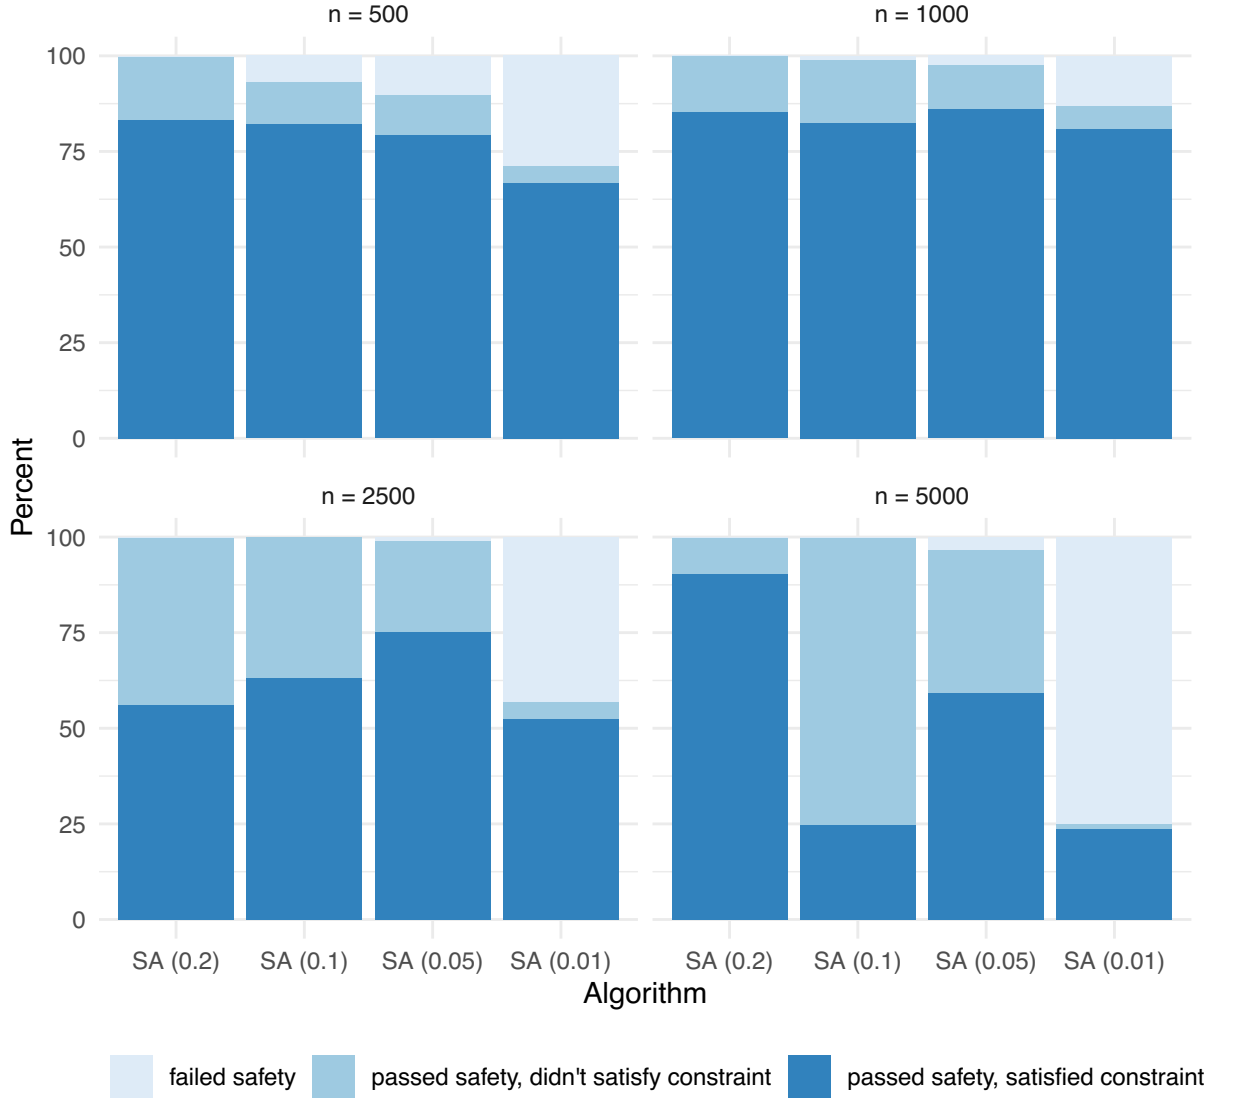 n = 500
n = 1000
100
75
50
25
0
n = 2500
n = 5000
Percent
100
75
50
25
0
SA (0.2) SA (0.1) SA (0.05) SA (0.01) SA (0.2) SA (0.1) SA (0.05) SA (0.01)
Algorithm
failed safety passed safety, didn't satisfy constraint passed safety, satisfied constraint